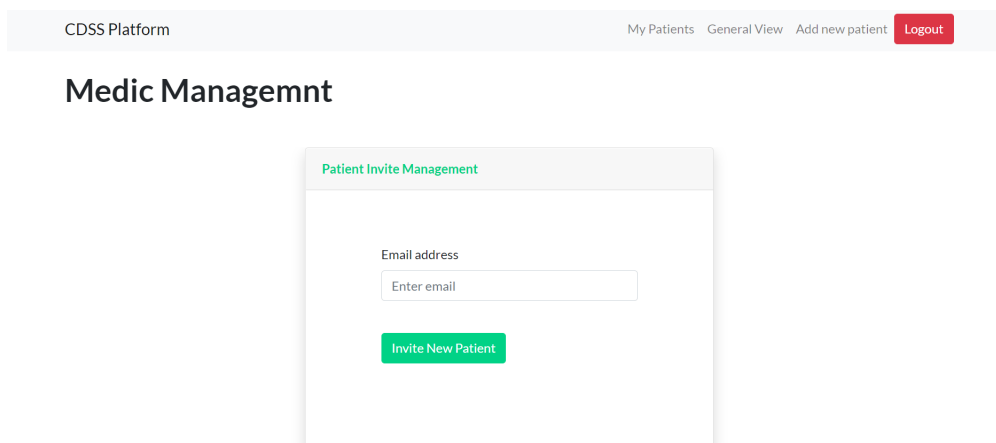 CDSS Platform My Patients General View Add new patient Logout
Medic Managemnt
Patient Invite Management
Email address
Enter email
Invite New Patient